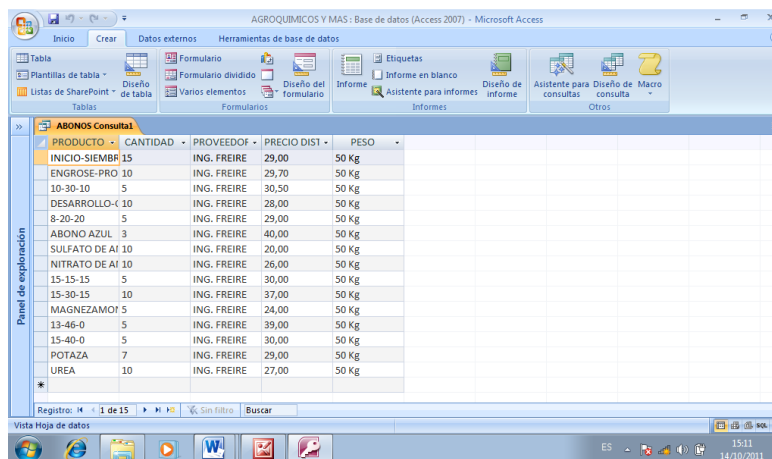 AGROQUIMICOS Y MAS : Base de datos (Access 2007) - Microsoft Access
Inicio Crear Datos externos Herramientas de base de datos
Tabla
Plantillas de tabla
Listas de SharePoint
Diseño de tabla
Tablas
Formulario
Formulario dividido
Varios elementos
Diseño del formulario
Formularios
Informe
Etiquetas
Informe en blanco
Asistente para informes
Diseño de informe
Informes
Asistente para consultas
Diseño de consulta
Macro
Otros
ABONOS Consulta1
PRODUCTO CANTIDAD PROVEEDOR PRECIO DIST PESO
INICIO-SIEMBR 15 ING. FREIRE 29,00 50 Kg
ENGROSE-PRO 10 ING. FREIRE 29,70 50 Kg
10-30-10 5 ING. FREIRE 30,50 50 Kg
DESARROLLO-C 10 ING. FREIRE 28,00 50 Kg
8-20-20 5 ING. FREIRE 29,00 50 Kg
ABONO AZUL 3 ING. FREIRE 40,00 50 Kg
SULFATO DE AM 10 ING. FREIRE 20,00 50 Kg
NITRATO DE AM 10 ING. FREIRE 26,00 50 Kg
15-15-15 5 ING. FREIRE 30,00 50 Kg
15-30-15 10 ING. FREIRE 37,00 50 Kg
MAGNEZAMON 5 ING. FREIRE 24,00 50 Kg
13-46-0 5 ING. FREIRE 39,00 50 Kg
15-40-0 5 ING. FREIRE 30,00 50 Kg
POTAZA 7 ING. FREIRE 29,00 50 Kg
UREA 10 ING. FREIRE 27,00 50 Kg
Panel de exploración
Registro: 1 de 15 Sin filtro Buscar
Vista Hoja de datos
SQL
ES 15:11
14/10/2011